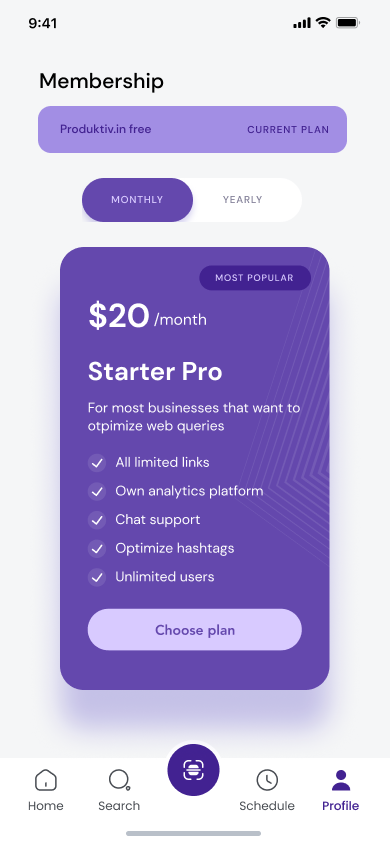 9:41
Membership
Produktiv.in free
CURRENT PLAN
MONTHLY
YEARLY
MOST POPULAR
$20 /month
Starter Pro
For most businesses that want to
otpimize web queries
All limited links
Own analytics platform
Chat support
Optimize hashtags
Unlimited users
Choose plan
Home
Search
Schedule
Profile